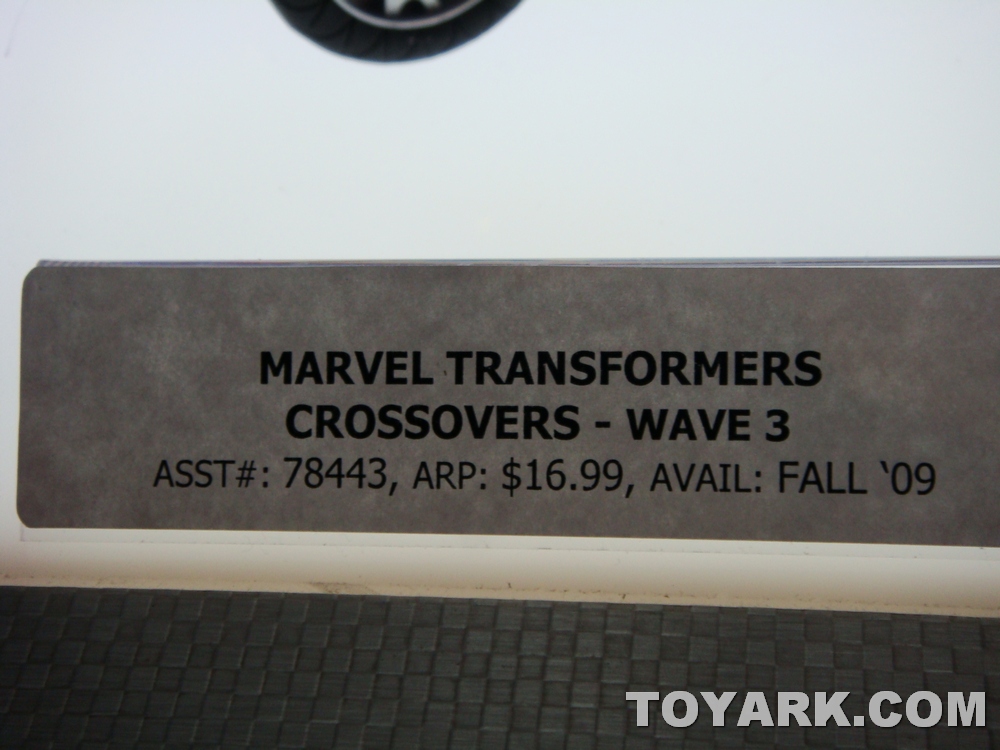 MARVEL TRANSFORMERS
CROSSOVERS - WAVE 3
ASST#: 78443, ARP: $16.99, AVAIL: FALL ‘09
TOYARK.COM